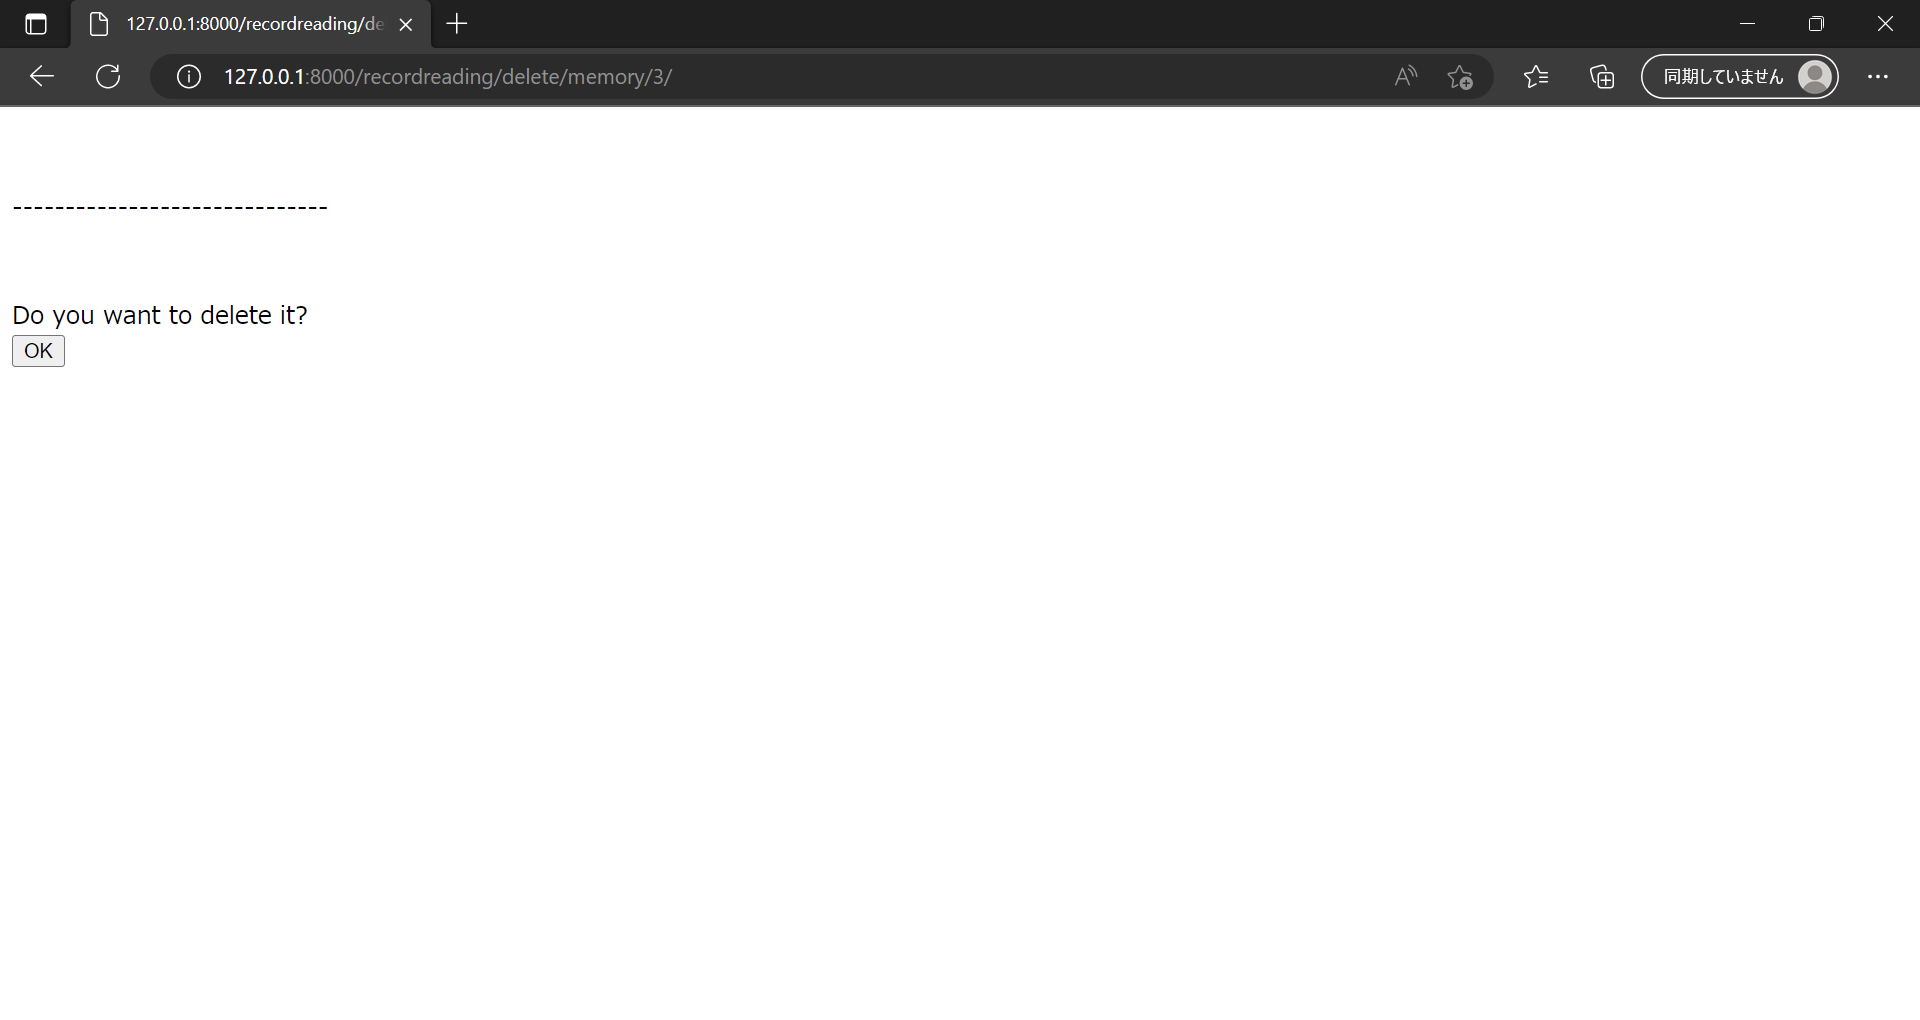 127.0.0.1:8000/recordreading/de
127.0.0.1:8000/recordreading/delete/memory/3/
同期していません
------------------------------
Do you want to delete it?
OK